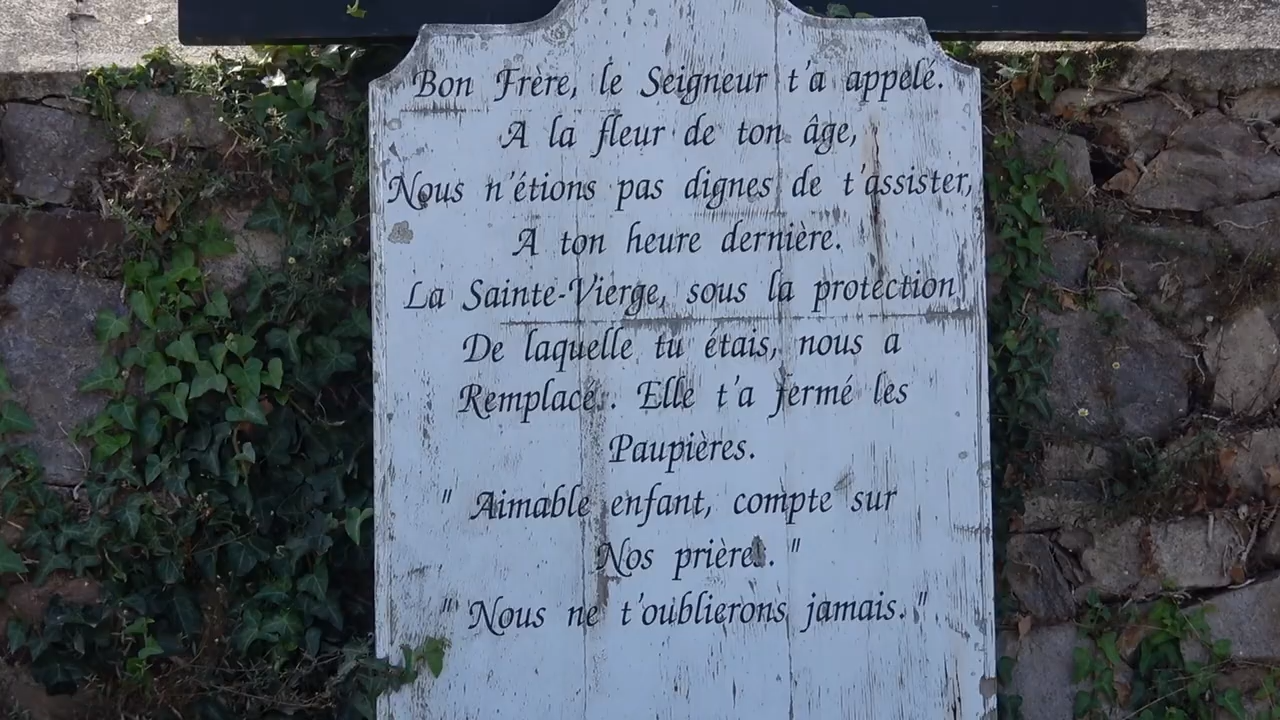 Bon Frère, le Seigneur t'a appelé.
A la fleur de ton âge,
Nous n'étions pas dignes de t'assister,
A ton heure dernière.
La Sainte-Vierge, sous la protection
De laquelle tu étais, nous a
Remplacé. Elle t'a fermé les
Paupières.
" Aimable enfant, compte sur
Nos prières. "
" Nous ne t'oublierons jamais. "